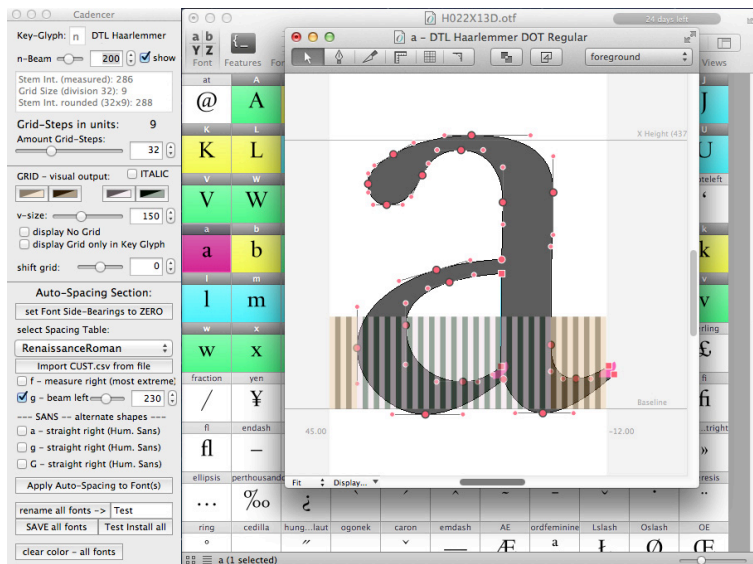 Cadencer
Key-Glyph: n DTL Haarlemmer
n-Beam 200 show
Stem Int. (measured): 286
Grid Size (division 32): 9
Stem Int. rounded (32x9): 288
Grid-Steps in units: 9
Amount Grid-Steps:
32
GRID - visual output: ITALIC
v-size: 150
display No Grid
display Grid only in Key Glyph
shift grid: 0
Auto-Spacing Section:
set Font Side-Bearings to ZERO
select Spacing Table:
RenaissanceRoman
Import CUST.csv from file
f - measure right (most extreme)
g - beam left 230
--- SANS -- alternate shapes ---
a - straight right (Hum. Sans)
g - straight right (Hum. Sans)
G - straight right (Hum. Sans)
Apply Auto-Spacing to Font(s)
rename all fonts -> Test
SAVE all fonts Test Install all
clear color - all fonts
H022X13D.otf
24 days left
a b
Y Z
{_
Font Features Views
at A J
@ A J
K L U
K L U
V W
V W ‘
a b k
a b k
l m v
l m v
w x
w x £
fraction yen fi
/ ¥ fi
fl endash
fl – »
ellipsis
… ‰ ¿
ring cedilla hung...laut ogonek caron emdash AE ordfeminine Lslash Oslash OE
° ˝ ˇ — Æ ª Ł Ø Œ
a (1 selected)
a - DTL Haarlemmer DOT Regular
foreground
X Height (437
Baseline
45.00 -12.00
Fit Display...